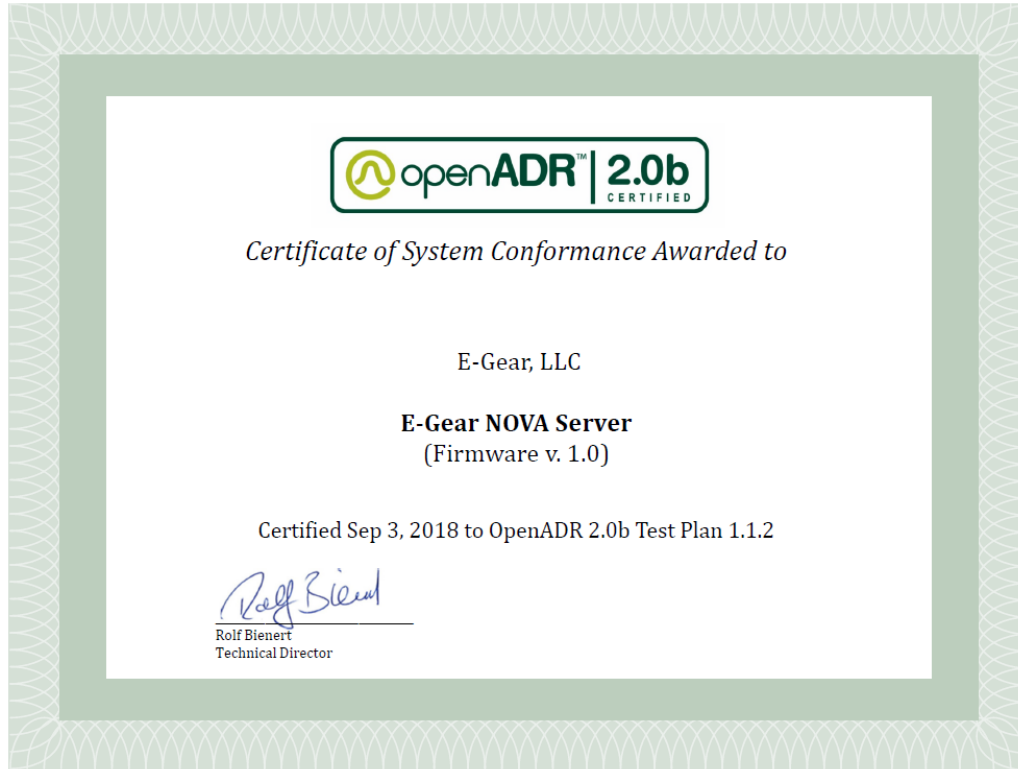 openADR™ 2.0b
CERTIFIED
Certificate of System Conformance Awarded to
E-Gear, LLC
E-Gear NOVA Server
(Firmware v. 1.0)
Certified Sep 3, 2018 to OpenADR 2.0b Test Plan 1.1.2
Rolf Bienert
Rolf Bienert
Technical Director